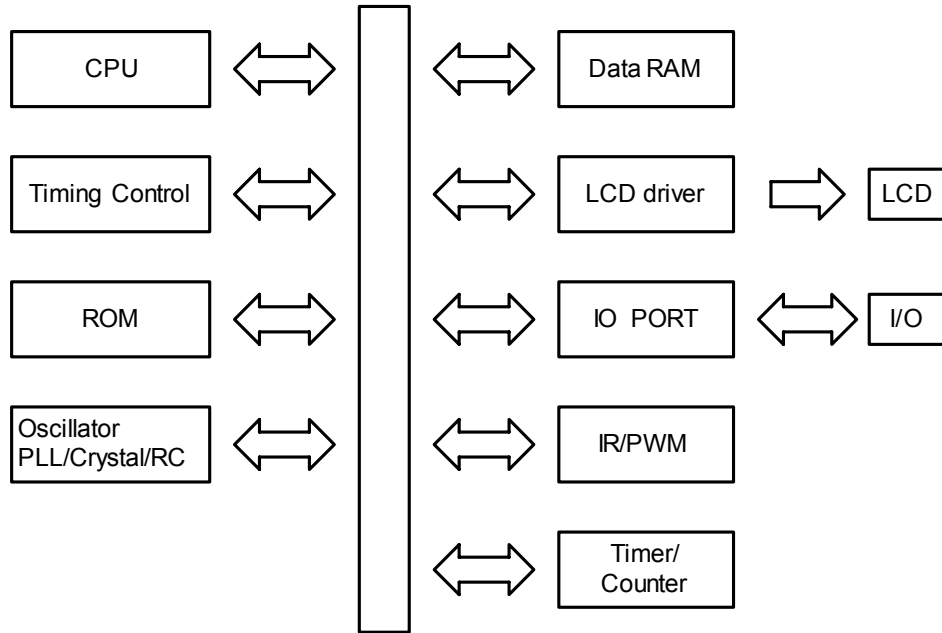 CPU
Data RAM
Timing Control
LCD driver
LCD
ROM
IO PORT
I/O
Oscillator
PLL/Crystal/RC
IR/PWM
Timer/
Counter